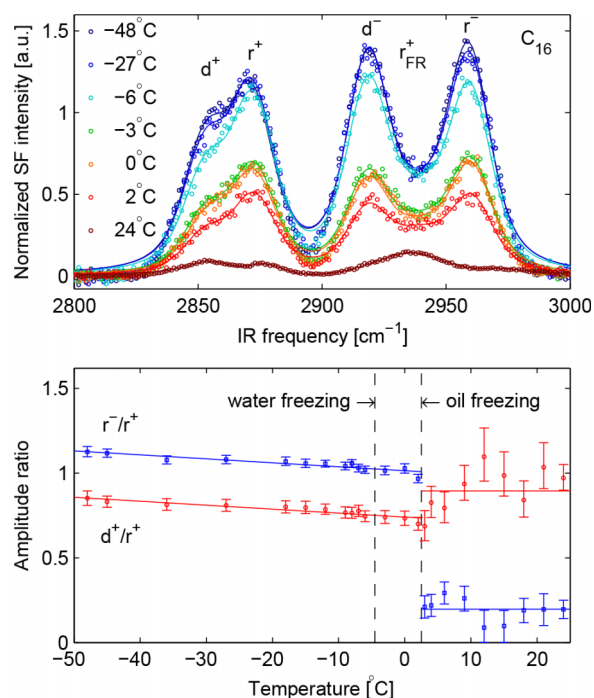 −48°C
−27°C
−6°C
−3°C
0°C
2°C
24°C
d⁺
r⁺
d⁻
r⁺FR
r⁻
C₁₆
Normalized SF intensity [a.u.]
1.5
1
0.5
0
2800 2850 2900 2950 3000
IR frequency [cm⁻¹]
water freezing
oil freezing
r⁻/r⁺
d⁺/r⁺
Amplitude ratio
1.5
1
0.5
0
−50 −40 −30 −20 −10 0 10 20
Temperature [°C]